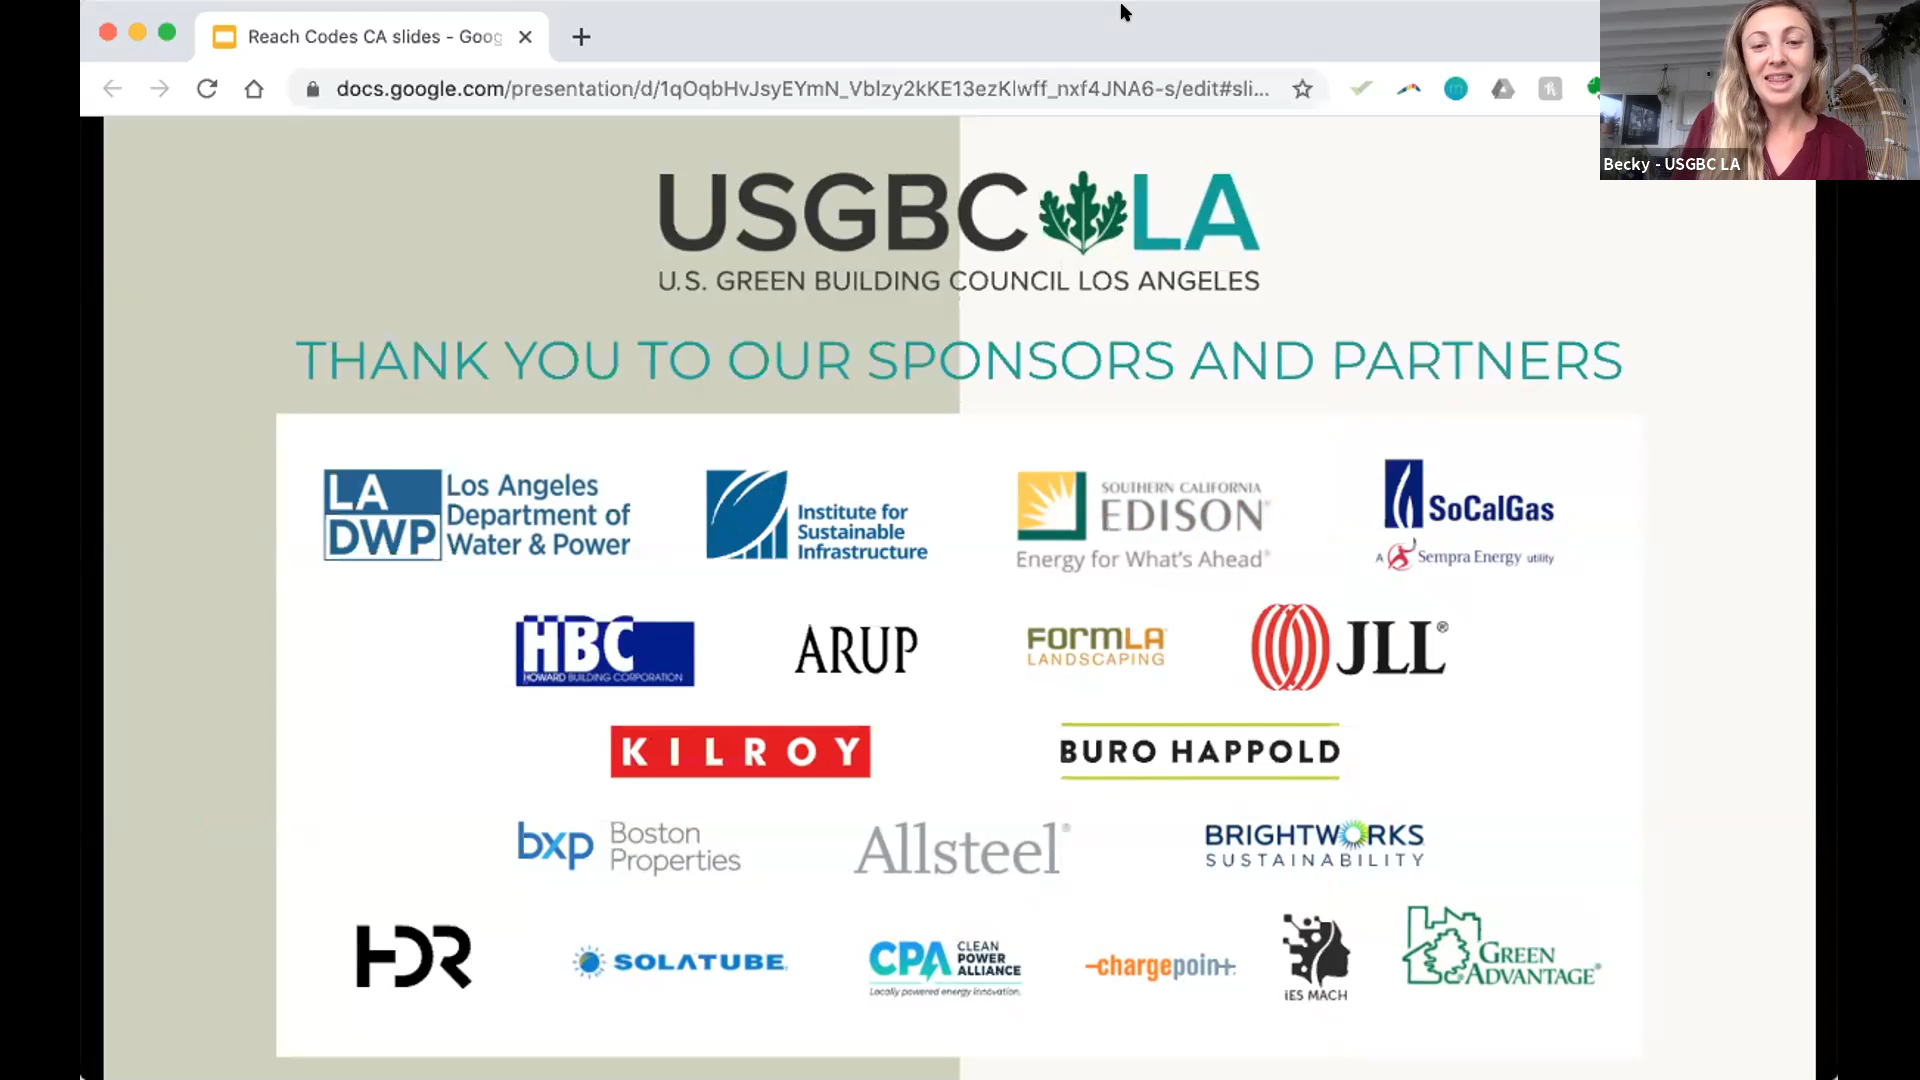 Reach Codes CA slides - Goog
docs.google.com/presentation/d/1qOqbHvJsyEYmN_Vblzy2kKE13ezKlwff_nxf4JNA6-s/edit#sli...
Becky - USGBC LA
USGBC LA
U.S. GREEN BUILDING COUNCIL LOS ANGELES
THANK YOU TO OUR SPONSORS AND PARTNERS
LA
DWP
Los Angeles
Department of
Water & Power
Institute for
Sustainable
Infrastructure
SOUTHERN CALIFORNIA
EDISON®
Energy for What's Ahead®
SoCalGas
A Sempra Energy utility
HBC
HOWARD BUILDING CORPORATION
ARUP
FORMLA
LANDSCAPING
JLL®
KILROY
BURO HAPPOLD
bxp Boston
Properties
Allsteel®
BRIGHTWORKS
SUSTAINABILITY
HDR
SOLATUBE
CPA CLEAN
POWER
ALLIANCE
Locally powered energy innovation.
chargepoin+
iES MACH
GREEN
ADVANTAGE®